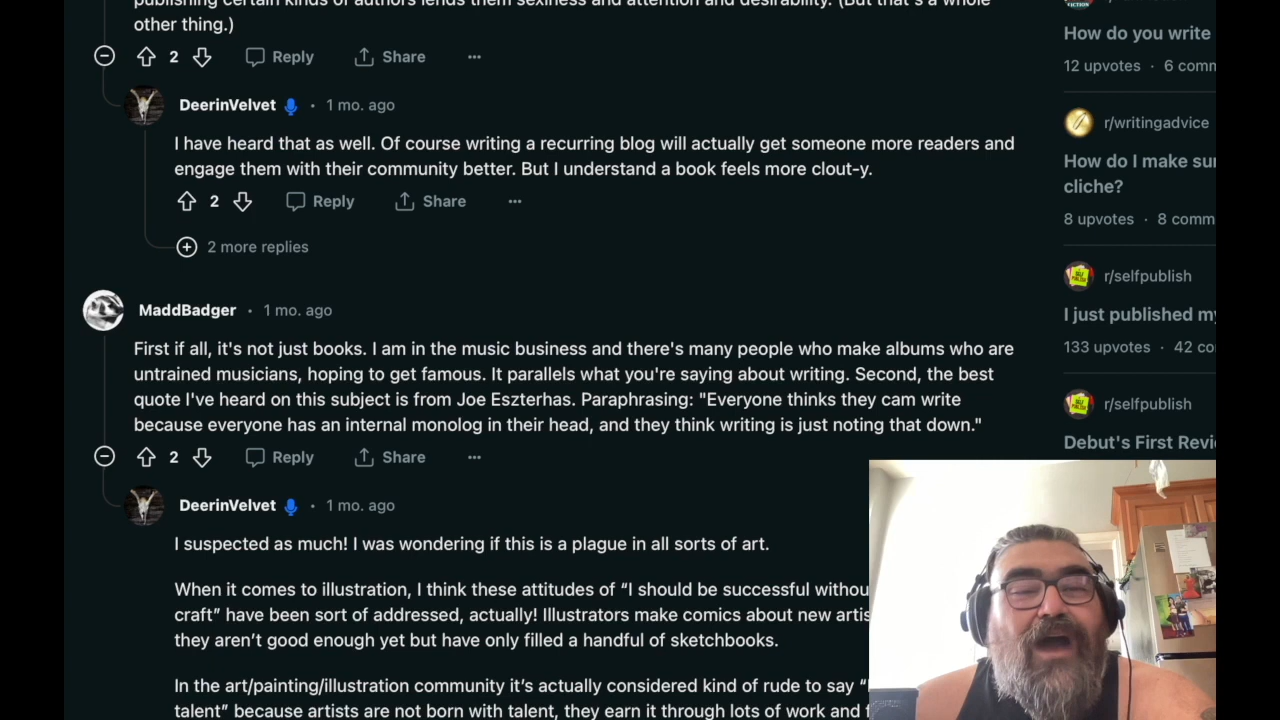 publishing certain kinds of authors lends them sexiness and attention and desirability. (But that's a whole
other thing.)
2 Reply Share
DeerinVelvet • 1 mo. ago
I have heard that as well. Of course writing a recurring blog will actually get someone more readers and
engage them with their community better. But I understand a book feels more clout-y.
2 Reply Share
2 more replies
MaddBadger • 1 mo. ago
First if all, it's not just books. I am in the music business and there's many people who make albums who are
untrained musicians, hoping to get famous. It parallels what you're saying about writing. Second, the best
quote I've heard on this subject is from Joe Eszterhas. Paraphrasing: "Everyone thinks they cam write
because everyone has an internal monolog in their head, and they think writing is just noting that down."
2 Reply Share
DeerinVelvet • 1 mo. ago
I suspected as much! I was wondering if this is a plague in all sorts of art.
When it comes to illustration, I think these attitudes of “I should be successful withou
craft” have been sort of addressed, actually! Illustrators make comics about new artis
they aren’t good enough yet but have only filled a handful of sketchbooks.
In the art/painting/illustration community it’s actually considered kind of rude to say “
talent” because artists are not born with talent, they earn it through lots of work and
FICTION
How do you write
12 upvotes · 6 comm
r/writingadvice
How do I make sur
cliche?
8 upvotes · 8 comm
r/selfpublish
I just published my
133 upvotes · 42 co
r/selfpublish
Debut's First Revi